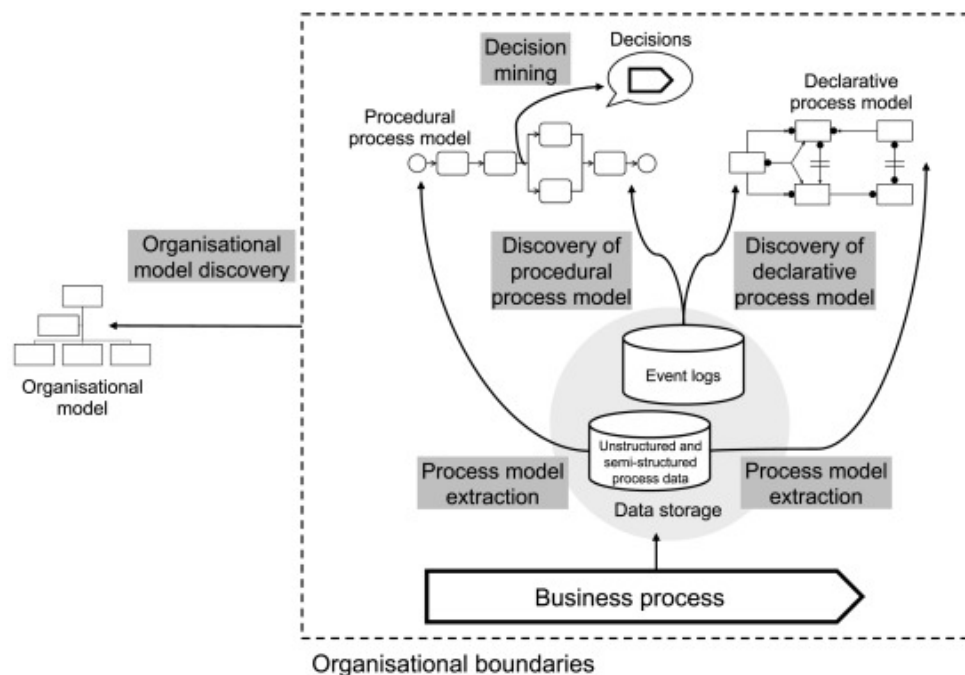 Decision
mining
Decisions
Declarative
process model
Procedural
process model
Organisational
model discovery
Discovery of
procedural
process model
Discovery of
declarative
process model
Event logs
Organisational
model
Unstructured and
semi-structured
process data
Process model
extraction
Process model
extraction
Data storage
Business process
Organisational boundaries